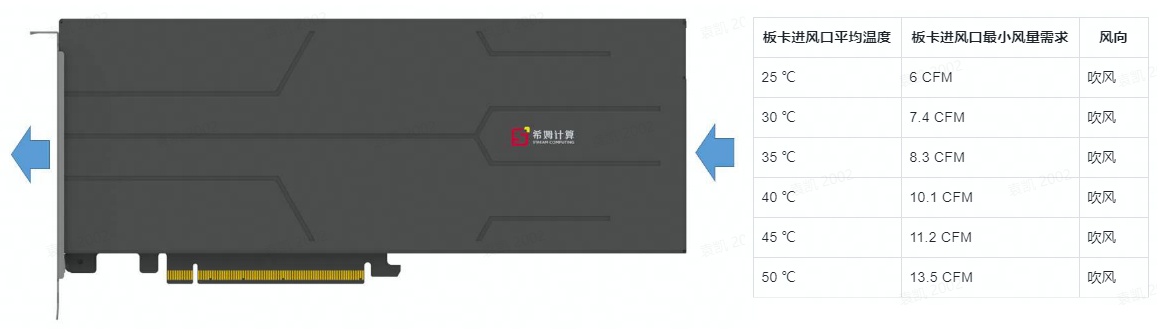 希姆计算
STREAM COMPUTING
板卡进风口平均温度 板卡进风口最小风量需求 风向
25 ℃ 6 CFM 吹风
30 ℃ 7.4 CFM 吹风
35 ℃ 8.3 CFM 吹风
40 ℃ 10.1 CFM 吹风
45 ℃ 11.2 CFM 吹风
50 ℃ 13.5 CFM 吹风
袁凯 2002